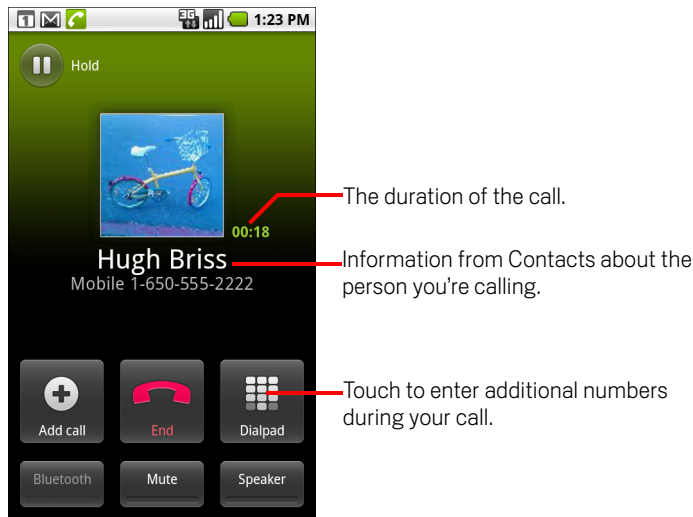 1 3G 1:23 PM
Hold
00:18
The duration of the call.
Hugh Briss
Mobile 1-650-555-2222
Information from Contacts about the
person you're calling.
Add call End Dialpad
Touch to enter additional numbers
during your call.
Bluetooth Mute Speaker